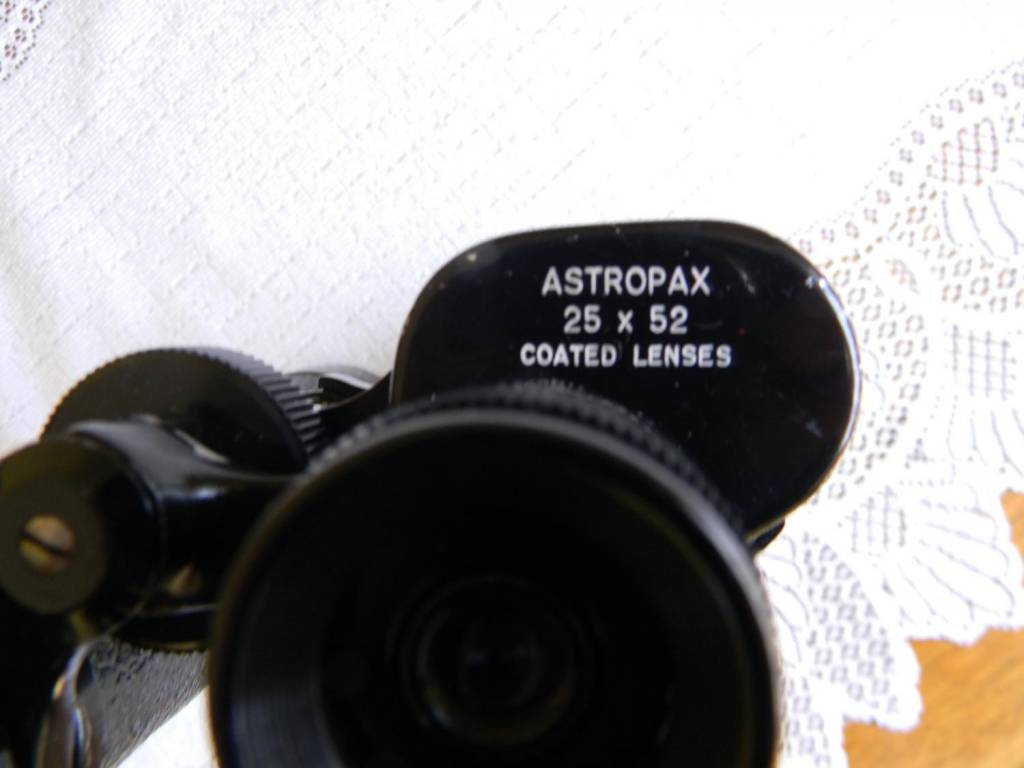 ASTROPAX
25 x 52
COATED LENSES